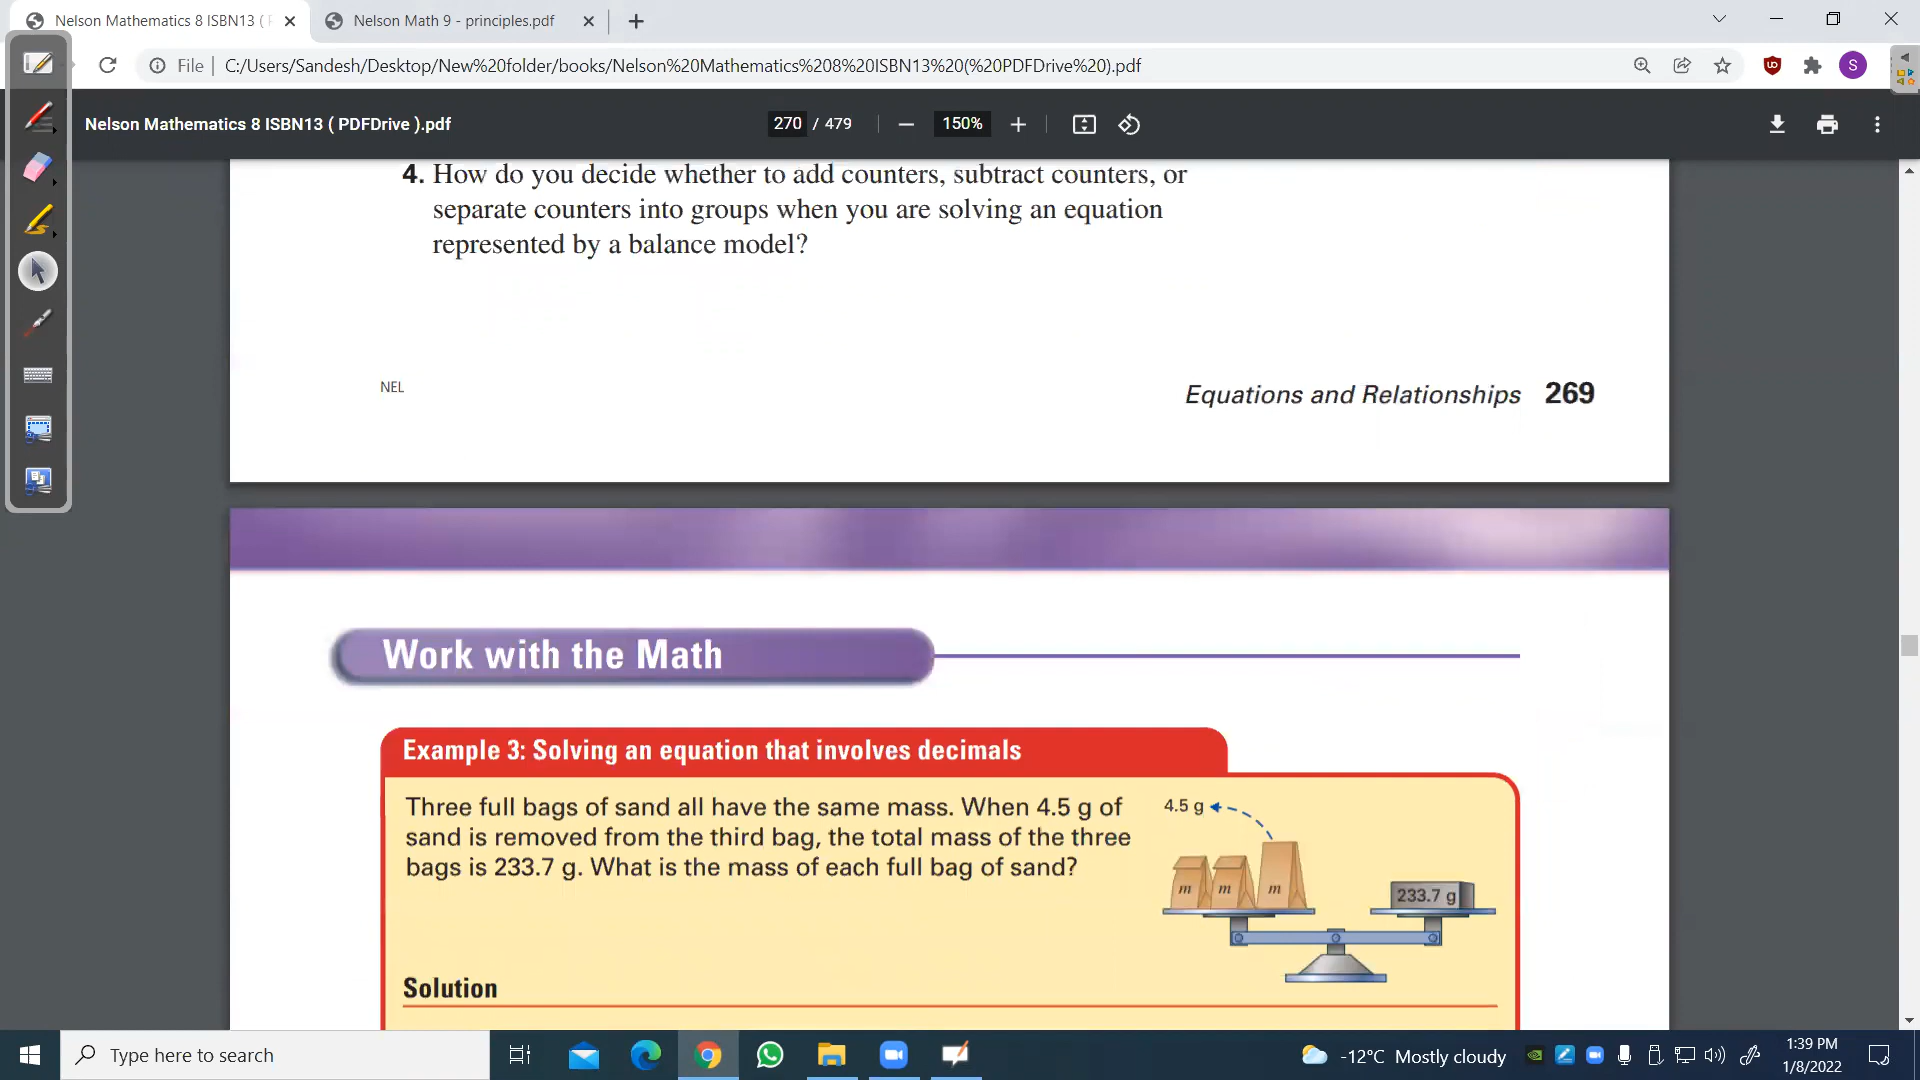 Nelson Mathematics 8 ISBN13 (
Nelson Math 9 - principles.pdf
File
C:/Users/Sandesh/Desktop/New%20folder/books/Nelson%20Mathematics%208%20ISBN13%20(%20PDFDrive%20).pdf
S
Nelson Mathematics 8 ISBN13 ( PDFDrive ).pdf
270 / 479
150%
4. How do you decide whether to add counters, subtract counters, or
separate counters into groups when you are solving an equation
represented by a balance model?
NEL
Equations and Relationships 269
Work with the Math
Example 3: Solving an equation that involves decimals
Three full bags of sand all have the same mass. When 4.5 g of
sand is removed from the third bag, the total mass of the three
bags is 233.7 g. What is the mass of each full bag of sand?
4.5 g
m m m
233.7 g
Solution
Type here to search
-12°C Mostly cloudy
1:39 PM
1/8/2022